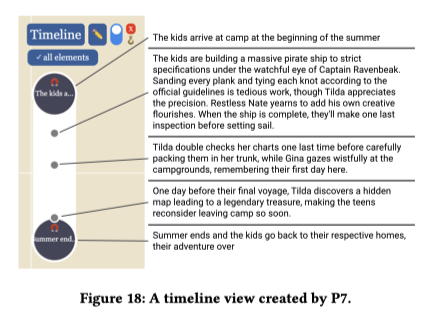 Timeline
X
✓ all elements
The kids a...
ummer end.
The kids arrive at camp at the beginning of the summer
The kids are building a massive pirate ship to strict
specifications under the watchful eye of Captain Ravenbeak.
Sanding every plank and tying each knot according to the
official guidelines is tedious work, though Tilda appreciates
the precision. Restless Nate yearns to add his own creative
flourishes. When the ship is complete, they'll make one last
inspection before setting sail.
Tilda double checks her charts one last time before carefully
packing them in her trunk, while Gina gazes wistfully at the
campgrounds, remembering their first day here.
One day before their final voyage, Tilda discovers a hidden
map leading to a legendary treasure, making the teens
reconsider leaving camp so soon.
Summer ends and the kids go back to their respective homes,
their adventure over
Figure 18: A timeline view created by P7.